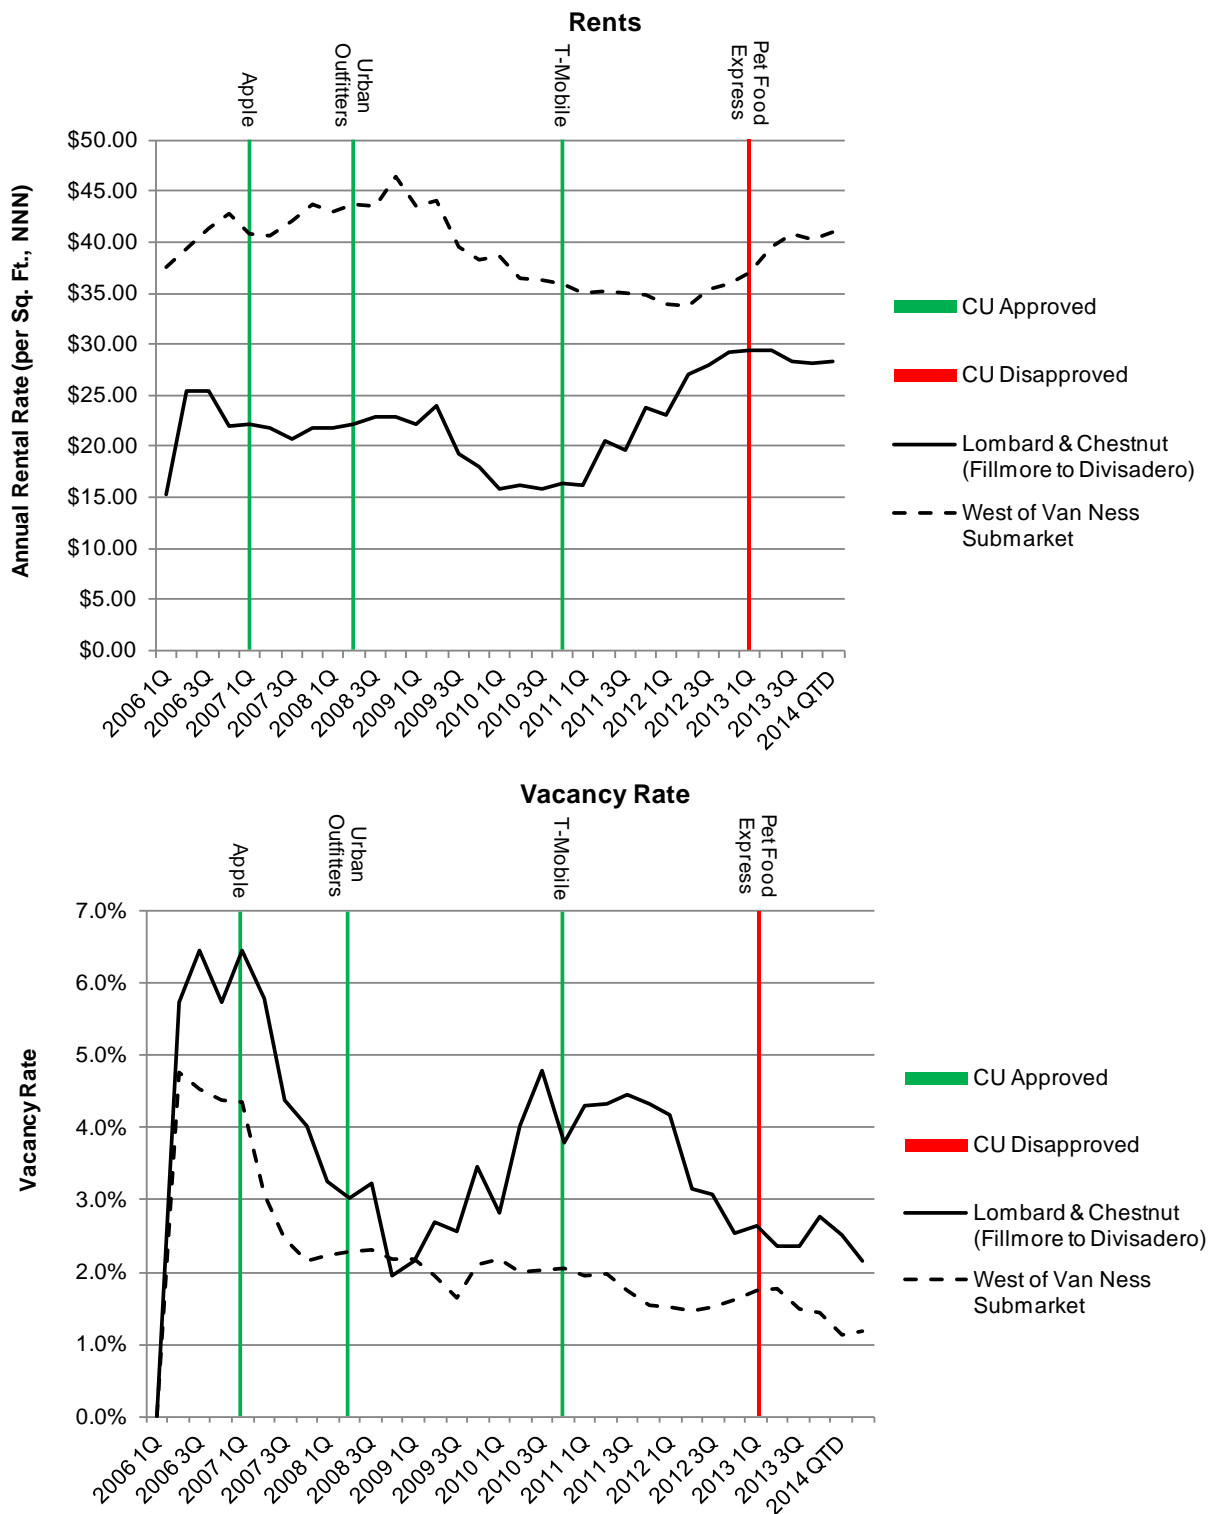 Rents
Apple
Urban
Outfitters
T-Mobile
Pet Food
Express
Annual Rental Rate (per Sq. Ft., NNN)
$50.00
$45.00
$40.00
$35.00
$30.00
$25.00
$20.00
$15.00
$10.00
$5.00
$0.00
2006 1Q
2006 3Q
2007 1Q
2007 3Q
2008 1Q
2008 3Q
2009 1Q
2009 3Q
2010 1Q
2010 3Q
2011 1Q
2011 3Q
2012 1Q
2012 3Q
2013 1Q
2013 3Q
2014 QTD
CU Approved
CU Disapproved
Lombard & Chestnut
(Fillmore to Divisadero)
West of Van Ness
Submarket
Vacancy Rate
Apple
Urban
Outfitters
T-Mobile
Pet Food
Express
Vacancy Rate
7.0%
6.0%
5.0%
4.0%
3.0%
2.0%
1.0%
0.0%
2006 1Q
2006 3Q
2007 1Q
2007 3Q
2008 1Q
2008 3Q
2009 1Q
2009 3Q
2010 1Q
2010 3Q
2011 1Q
2011 3Q
2012 1Q
2012 3Q
2013 1Q
2013 3Q
2014 QTD
CU Approved
CU Disapproved
Lombard & Chestnut
(Fillmore to Divisadero)
West of Van Ness
Submarket